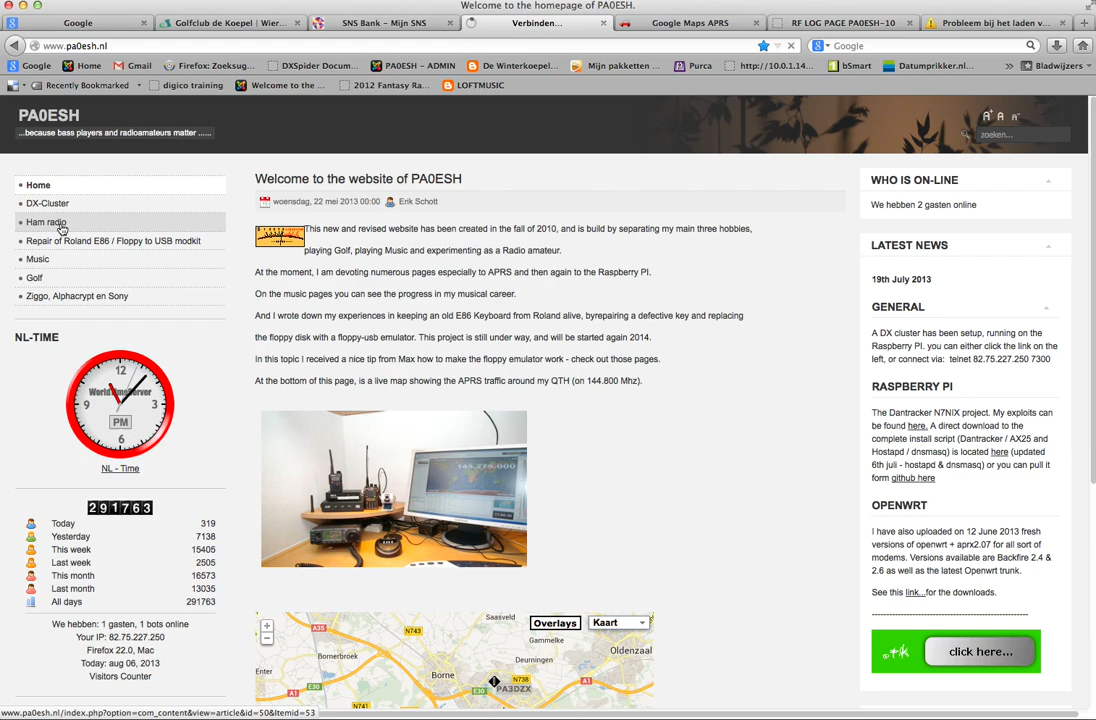 Welcome to the homepage of PA0ESH.
Google
Golfclub de Koepel | Wier...
SNS Bank - Mijn SNS
Verbinden...
Google Maps APRS
RF LOG PAGE PA0ESH-10
Probleem bij het laden v...
www.pa0esh.nl
Google
Google
Home
Gmail
Firefox: Zoeksug...
DXSpider Docum...
PA0ESH - ADMIN
De Winterkoepel...
Mijn pakketten ...
Purca
http://10.0.1.14...
bSmart
Datumprikker.nl...
Bladwijzers
Recently Bookmarked
digico training
Welcome to the ...
2012 Fantasy Ra...
LOFTMUSIC
PA0ESH
...because bass players and radioamateurs matter ......
A+ A A-
zoeken...
Home
DX-Cluster
Ham radio
Repair of Roland E86 / Floppy to USB modkit
Music
Golf
Ziggo, Alphacrypt en Sony
NL-TIME
12
WorldTimeServer
9
3
PM
6
NL - Time
291763
Today 319
Yesterday 7138
This week 15405
Last week 2505
This month 16573
Last month 13035
All days 291763
We hebben: 1 gasten, 1 bots online
Your IP: 82.75.227.250
Firefox 22.0, Mac
Today: aug 06, 2013
Visitors Counter
Welcome to the website of PA0ESH
woensdag, 22 mei 2013 00:00
Erik Schott
This new and revised website has been created in the fall of 2010, and is build by separating my main three hobbies,
playing Golf, playing Music and experimenting as a Radio amateur.
At the moment, I am devoting numerous pages especially to APRS and then again to the Raspberry PI.
On the music pages you can see the progress in my musical career.
And I wrote down my experiences in keeping an old E86 Keyboard from Roland alive, byrepairing a defective key and replacing
the floppy disk with a floppy-usb emulator. This project is still under way, and will be started again 2014.
In this topic I received a nice tip from Max how to make the floppy emulator work - check out those pages.
At the bottom of this page, is a live map showing the APRS traffic around my QTH (on 144.800 Mhz).
145.275.000
+
−
A35
N743
Saasveld
Overlays
Kaart
Gammelke
Oldenzaal
Bornerbroek
Deurningen
Borne
N738
PA3DZX
E30
N741
E30
WHO IS ON-LINE
We hebben 2 gasten online
LATEST NEWS
19th July 2013
GENERAL
A DX cluster has been setup, running on the
Raspberry PI. you can either click the link on the
left, or connect via: telnet 82.75.227.250 7300
RASPBERRY PI
The Dantracker N7NIX project. My exploits can
be found here. A direct download to the
complete install script (Dantracker / AX25 and
Hostapd / dnsmasq) is located here (updated
6th juli - hostapd & dnsmasq) or you can pull it
form github here
OPENWRT
I have also uploaded on 12 June 2013 fresh
versions of openwrt + aprx2.07 for all sort of
modems. Versions available are Backfire 2.4 &
2.6 as well as the latest Openwrt trunk.
See this link...for the downloads.
---------------------------------------
click here...
www.pa0esh.nl/index.php?option=com_content&view=article&id=50&Itemid=53